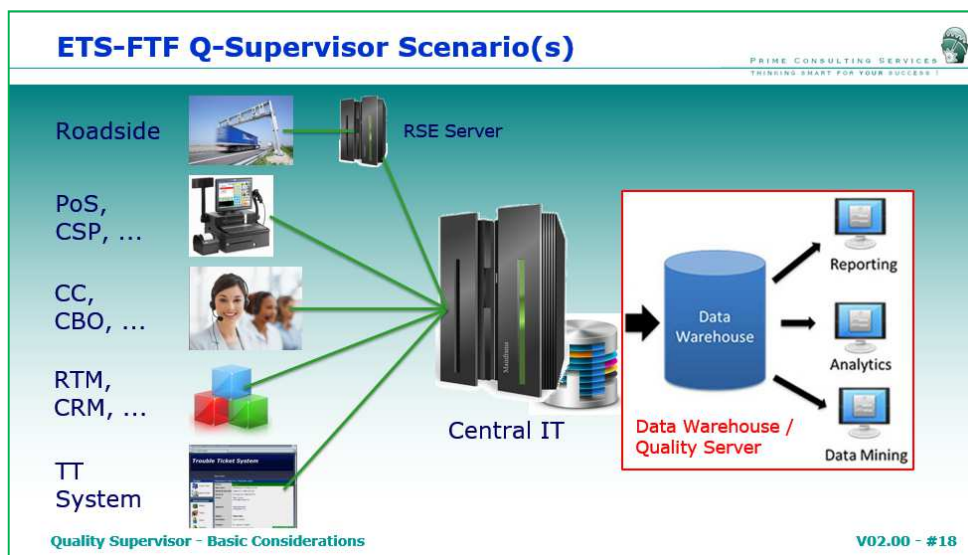 ETS-FTF Q-Supervisor Scenario(s)
PRIME CONSULTING SERVICES
THINKING SMART FOR YOUR SUCCESS !
Roadside
RSE Server
PoS,
CSP, ...
CC,
CBO, ...
RTM,
CRM, ...
TT
System
Trouble Ticket System
Central IT
Data
Warehouse
Reporting
Analytics
Data Mining
Data Warehouse /
Quality Server
Quality Supervisor - Basic Considerations
V02.00 - #18